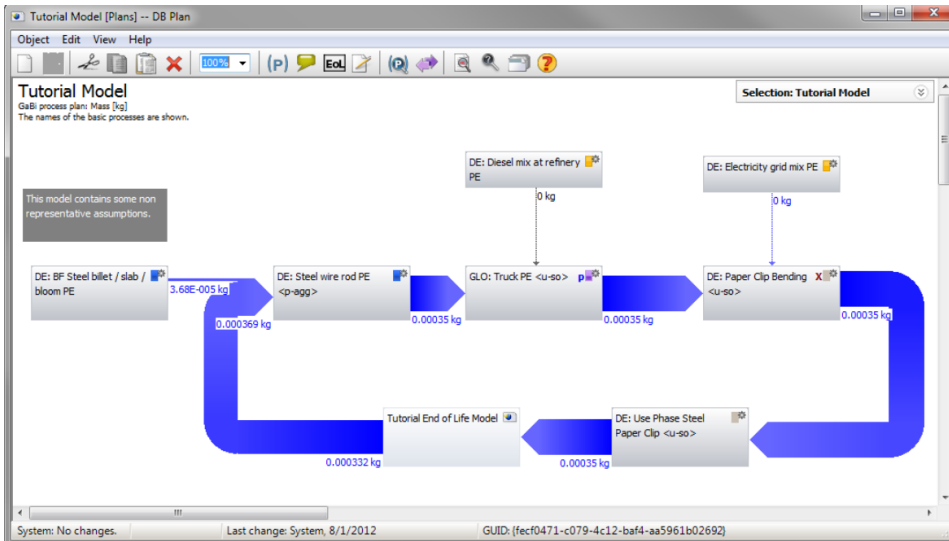 Tutorial Model [Plans] -- DB Plan
Object Edit View Help
100% (P) EoL (P) ?
Tutorial Model
GaBi process plan: Mass [kg]
The names of the basic processes are shown.
Selection: Tutorial Model
DE: Diesel mix at refinery
PE
DE: Electricity grid mix PE
0 kg
0 kg
This model contains some non
representative assumptions.
DE: BF Steel billet / slab /
bloom PE
3.68E-005 kg
0.000369 kg
DE: Steel wire rod PE
<p-agg>
0.00035 kg
GLO: Truck PE <u-so> p
0.00035 kg
DE: Paper Clip Bending X
<u-so>
0.00035 kg
Tutorial End of Life Model
0.000332 kg
DE: Use Phase Steel
Paper Clip <u-so>
0.00035 kg
System: No changes. Last change: System, 8/1/2012 GUID: {fecf0471-c079-4c12-baf4-aa5961b02692}